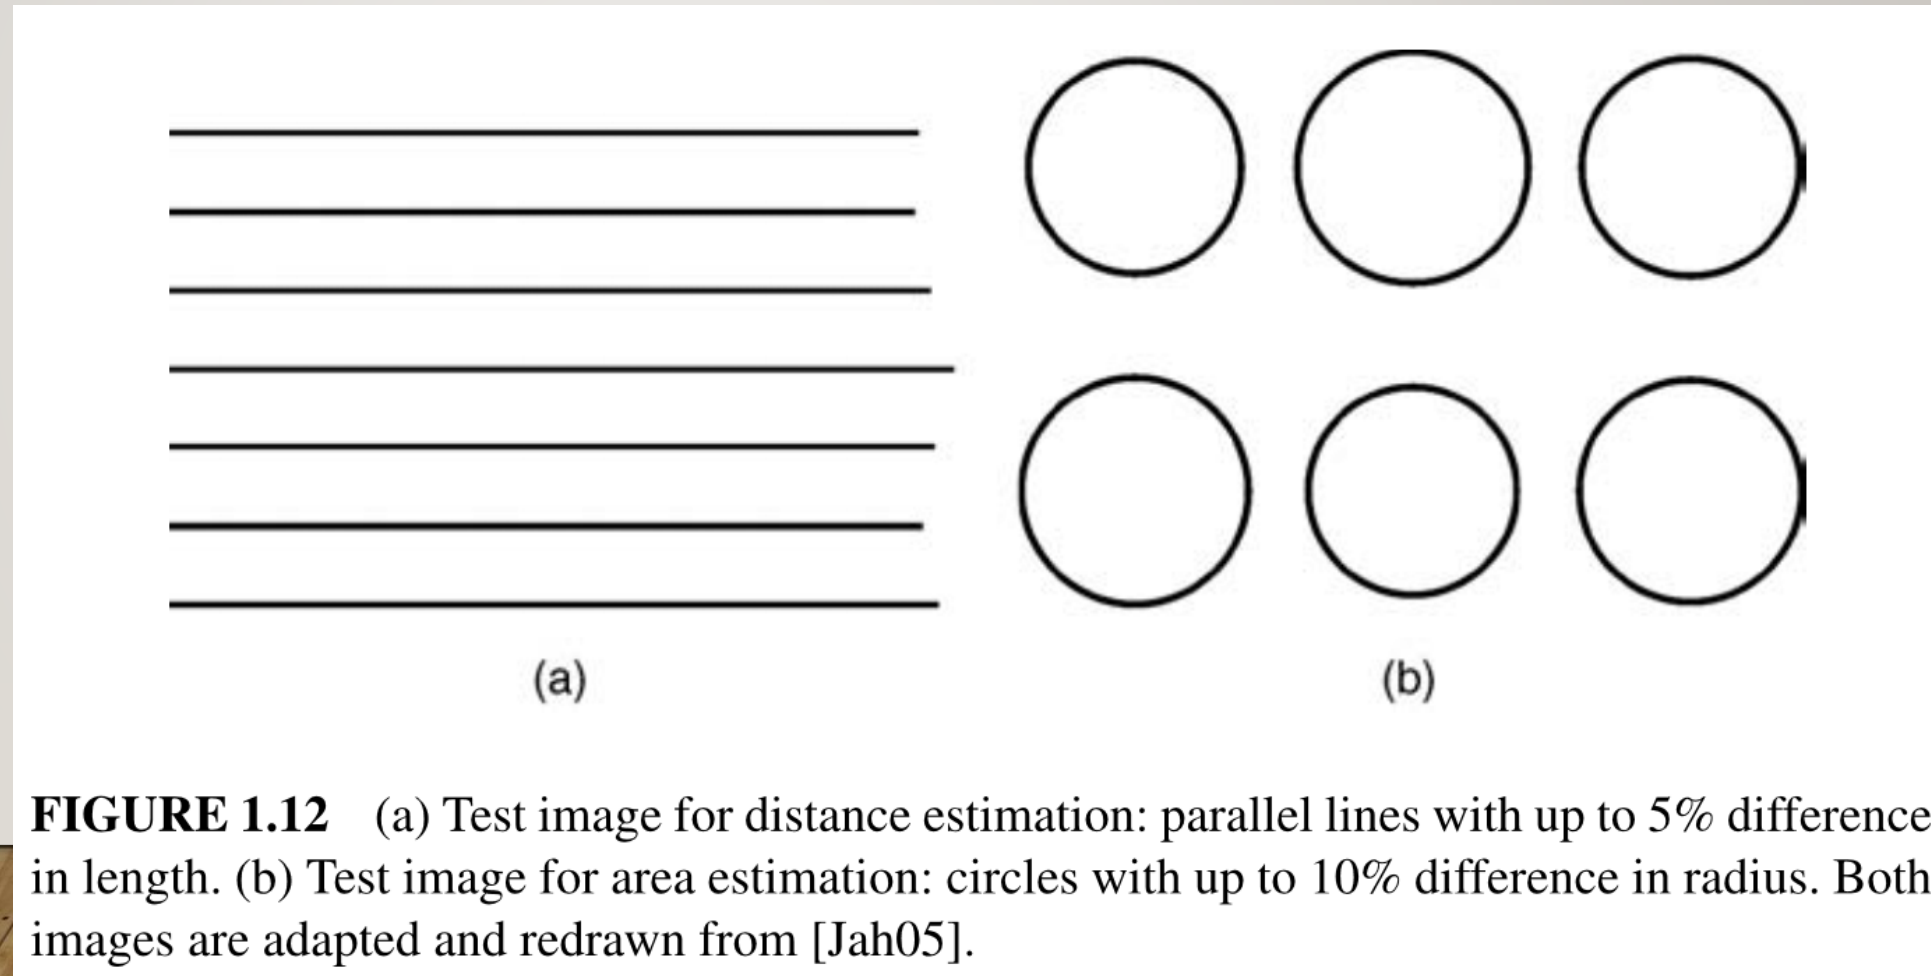 (a)
(b)
FIGURE 1.12 (a) Test image for distance estimation: parallel lines with up to 5% difference
in length. (b) Test image for area estimation: circles with up to 10% difference in radius. Both
images are adapted and redrawn from [Jah05].